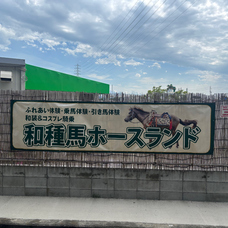 ふれあい体験・乗馬体験・引き馬体験
和装&コスプレ騎乗
和種馬ホースランド